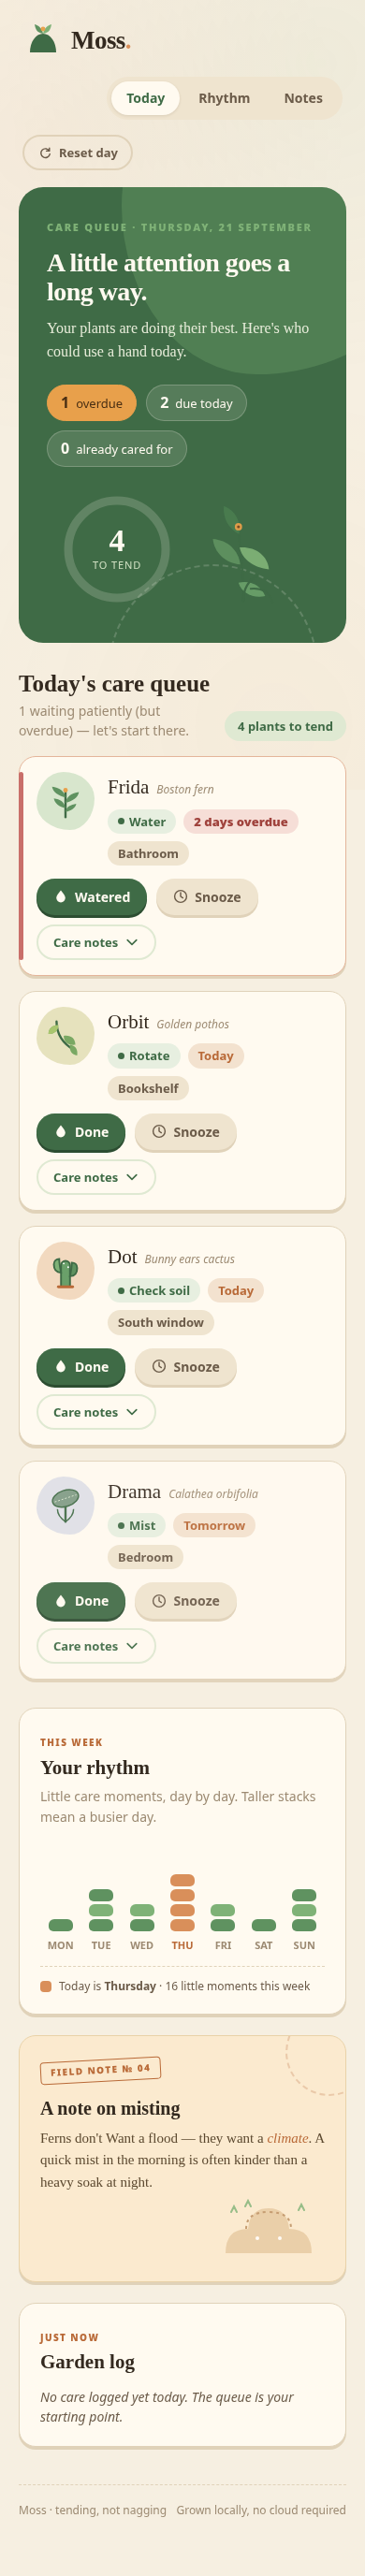 Moss.
Today Rhythm Notes
Reset day
CARE QUEUE · THURSDAY, 21 SEPTEMBER
A little attention goes a
long way.
Your plants are doing their best. Here's who
could use a hand today.
1 overdue 2 due today
0 already cared for
4
TO TEND
Today's care queue
1 waiting patiently (but
overdue) — let's start there.
4 plants to tend
Frida Boston fern
Water 2 days overdue
Bathroom
Watered Snooze
Care notes
Orbit Golden pothos
Rotate Today
Bookshelf
Done Snooze
Care notes
Dot Bunny ears cactus
Check soil Today
South window
Done Snooze
Care notes
Drama Calathea orbifolia
Mist Tomorrow
Bedroom
Done Snooze
Care notes
THIS WEEK
Your rhythm
Little care moments, day by day. Taller stacks
mean a busier day.
MON TUE WED THU FRI SAT SUN
Today is Thursday · 16 little moments this week
FIELD NOTE № 04
A note on misting
Ferns don't Want a flood — they want a climate. A
quick mist in the morning is often kinder than a
heavy soak at night.
JUST NOW
Garden log
No care logged yet today. The queue is your
starting point.
Moss · tending, not nagging Grown locally, no cloud required